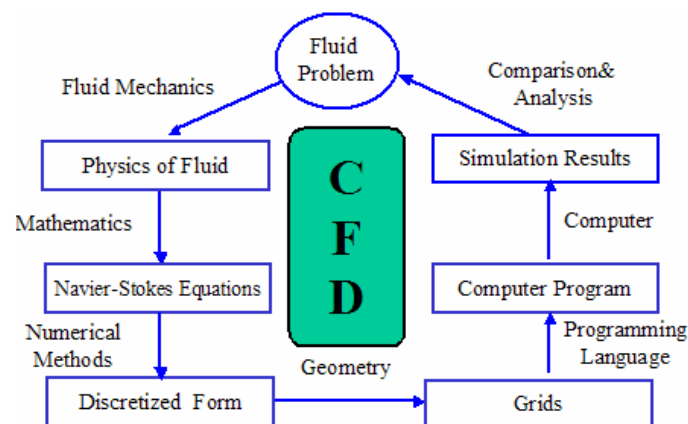 Fluid
Problem
Fluid Mechanics
Comparison&
Analysis
Physics of Fluid
C
F
D
Simulation Results
Mathematics
Computer
Navier-Stokes Equations
Computer Program
Numerical
Methods
Programming
Language
Geometry
Discretized Form
Grids